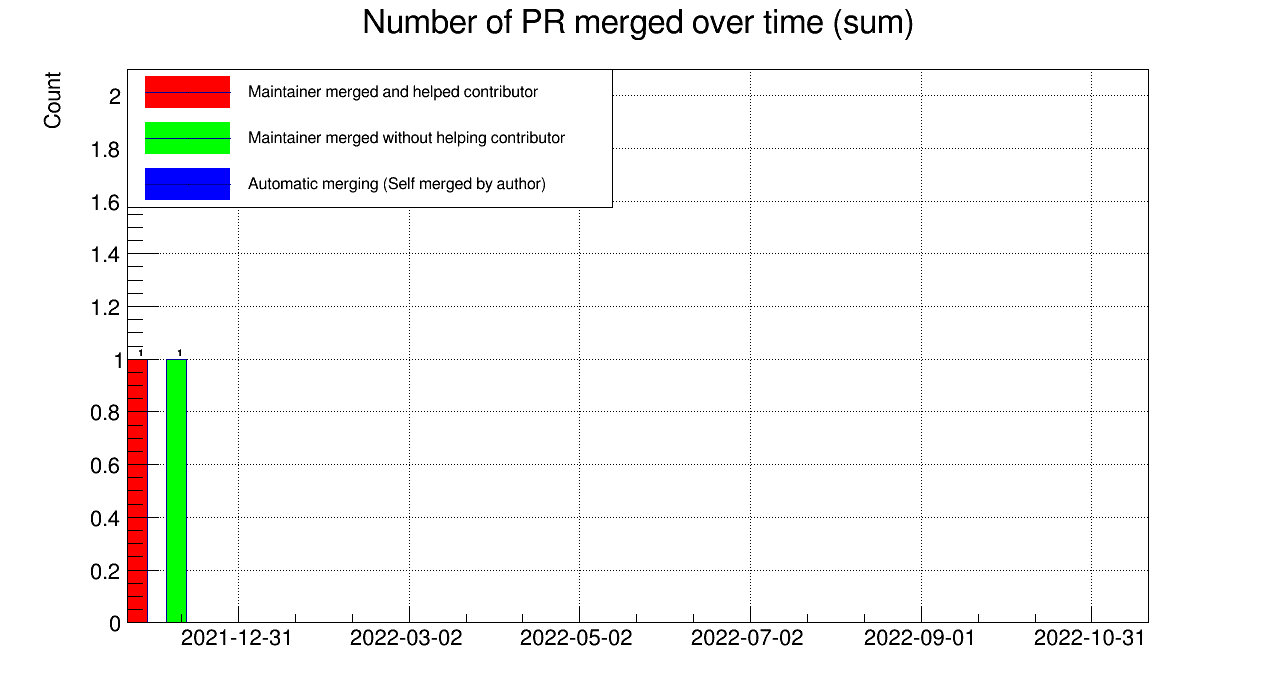 Number of PR merged over time (sum)
Count
Maintainer merged and helped contributor
Maintainer merged without helping contributor
Automatic merging (Self merged by author)
2
1.8
1.6
1.4
1.2
1
0.8
0.6
0.4
0.2
0
1 1
2021-12-31 2022-03-02 2022-05-02 2022-07-02 2022-09-01 2022-10-31